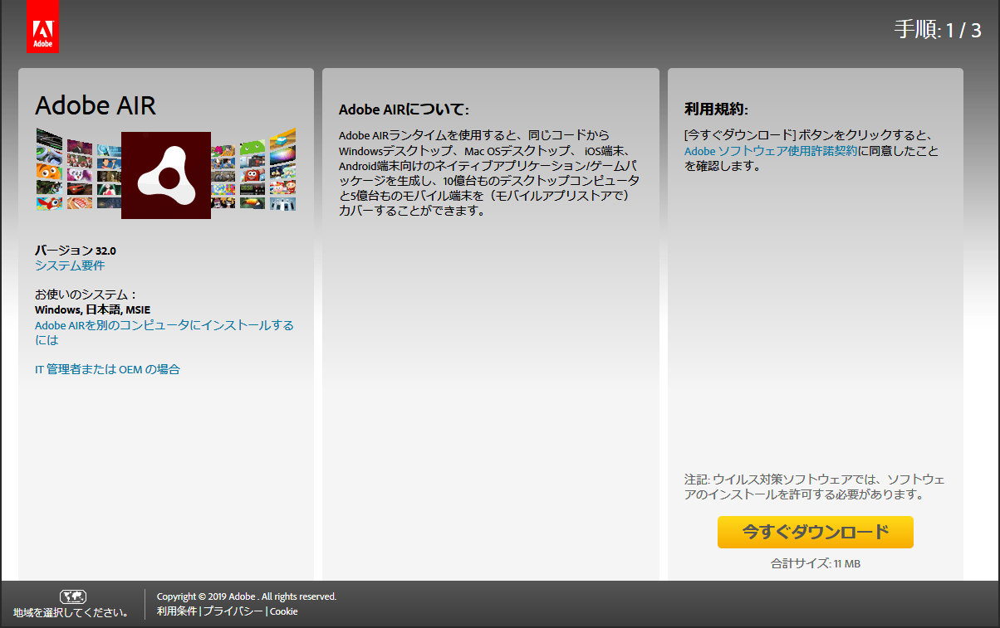 Adobe
手順: 1 / 3
Adobe AIR
バージョン 32.0
システム要件
お使いのシステム：
Windows, 日本語, MSIE
Adobe AIRを別のコンピュータにインストールする
には
IT 管理者または OEM の場合
Adobe AIRについて:
Adobe AIRランタイムを使用すると、同じコードから
Windowsデスクトップ、Mac OSデスクトップ、 iOS端末、
Android端末向けのネイティブアプリケーション/ゲームパ
ッケージを生成し、10億台ものデスクトップコンピュータ
と5億台ものモバイル端末を（モバイルアプリストアで）
カバーすることができます。
利用規約:
[今すぐダウンロード] ボタンをクリックすると、
Adobe ソフトウェア使用許諾契約に同意したこと
を確認します。
注記: ウイルス対策ソフトウェアでは、ソフトウェ
アのインストールを許可する必要があります。
今すぐダウンロード
合計サイズ: 11 MB
地域を選択してください。
Copyright © 2019 Adobe . All rights reserved.
利用条件 | プライバシー | Cookie